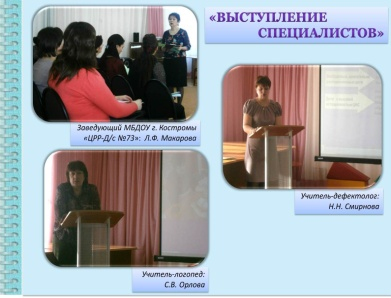 «ВЫСТУПЛЕНИЕ
СПЕЦИАЛИСТОВ»
Заведующий МБДОУ г. Костромы
«ЦРР-Д/с №73»: Л.Ф. Макарова
Учитель-дефектолог:
Н.Н. Смирнова
Учитель-логопед:
С.В. Орлова